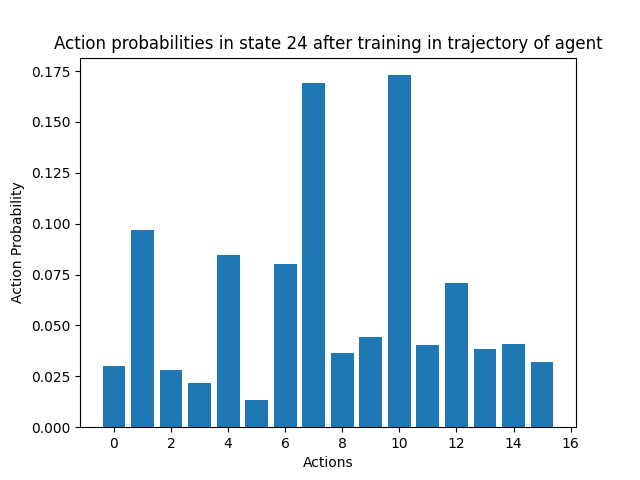 Action probabilities in state 24 after training in trajectory of agent
0.175
0.150
0.125
0.100
0.075
0.050
0.025
0.000
Action Probability
0 2 4 6 8 10 12 14 16
Actions